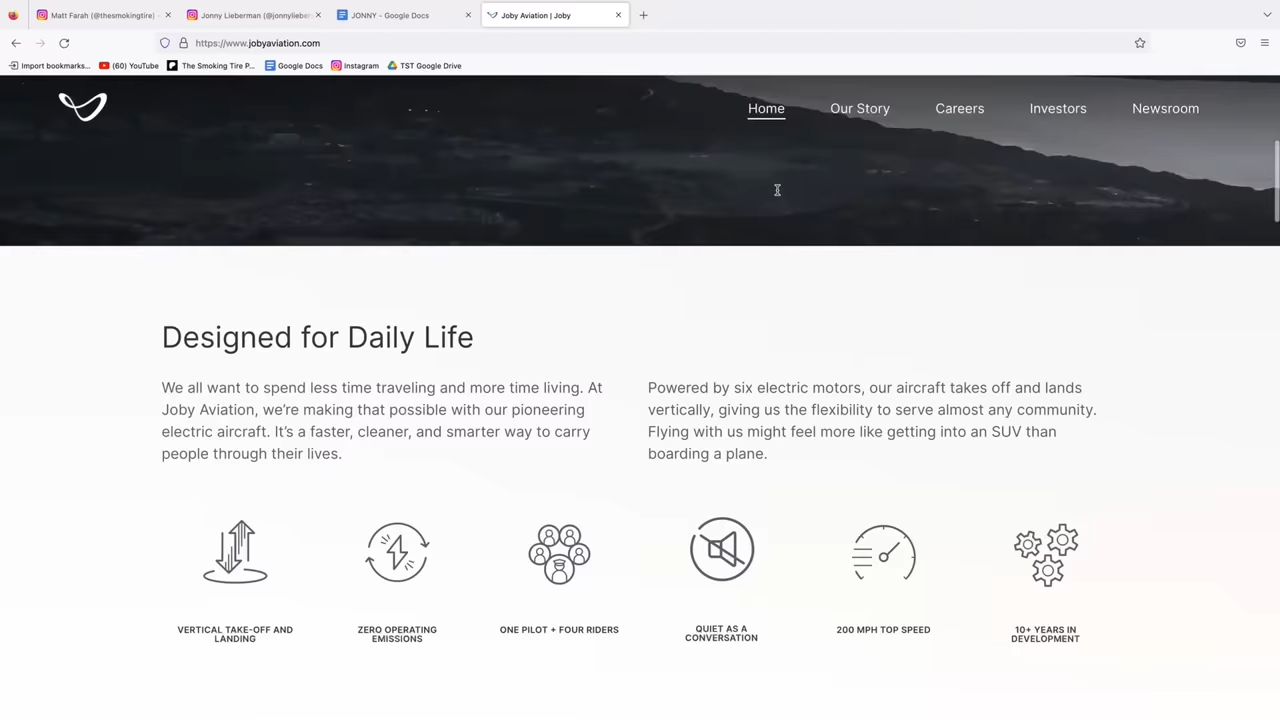 Matt Farah (@thesmokingtire)
Jonny Lieberman (@jonnylieber
JONNY - Google Docs
Joby Aviation | Joby
https://www.jobyaviation.com
Import bookmarks...
(60) YouTube
The Smoking Tire P...
Google Docs
Instagram
TST Google Drive
Home
Our Story
Careers
Investors
Newsroom
Designed for Daily Life
We all want to spend less time traveling and more time living. At
Joby Aviation, we’re making that possible with our pioneering
electric aircraft. It’s a faster, cleaner, and smarter way to carry
people through their lives.
Powered by six electric motors, our aircraft takes off and lands
vertically, giving us the flexibility to serve almost any community.
Flying with us might feel more like getting into an SUV than
boarding a plane.
VERTICAL TAKE-OFF AND
LANDING
ZERO OPERATING
EMISSIONS
ONE PILOT + FOUR RIDERS
QUIET AS A
CONVERSATION
200 MPH TOP SPEED
10+ YEARS IN
DEVELOPMENT